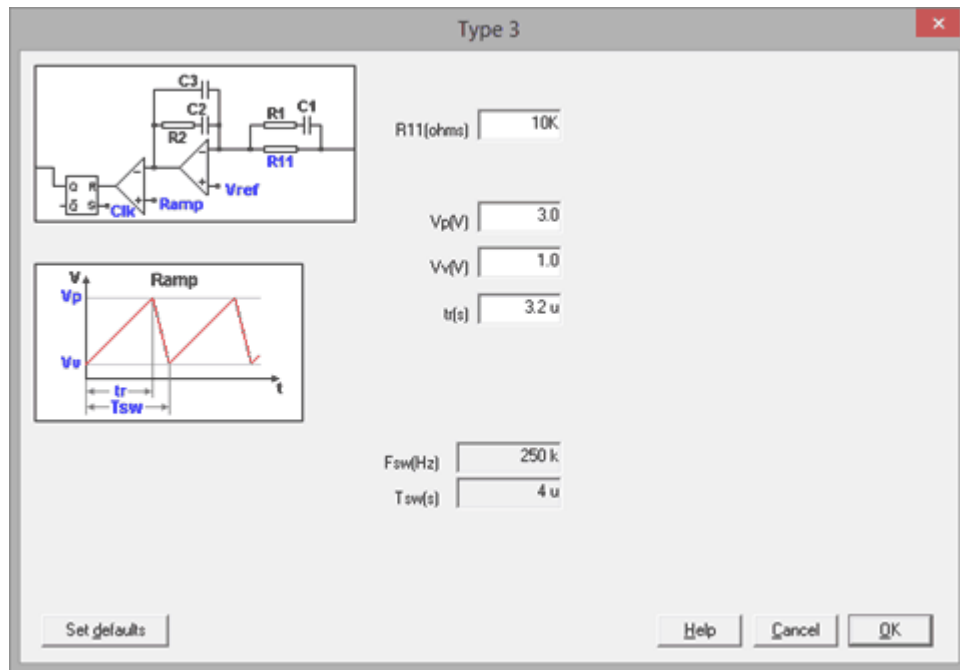 Type 3
C3
C2
R2
R1
C1
R11
Vref
Ramp
Clk
Q R
Q S
R11(ohms) 10K
Vp(V) 3.0
Vv(V) 1.0
tr(s) 3.2 u
V
Ramp
Vp
Vv
t
tr
Tsw
Fsw(Hz) 250 k
Tsw(s) 4 u
Set defaults
Help
Cancel
OK